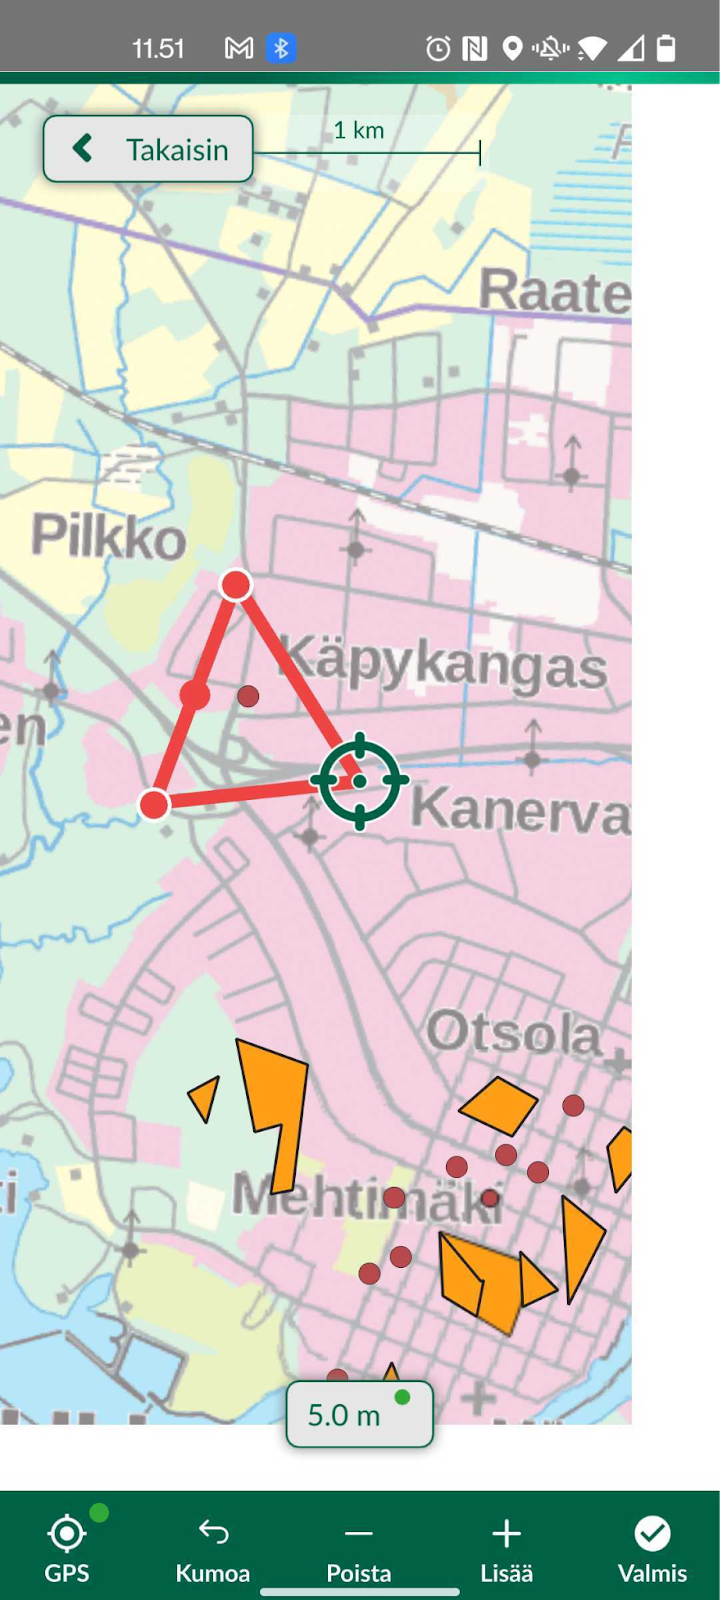 11.51
Takaisin
1 km
Raate
Pilkko
Käpykangas
en
Kanerva
Otsola
Mehtimäki
ti
5.0 m
GPS
Kumoa
Poista
Lisää
Valmis